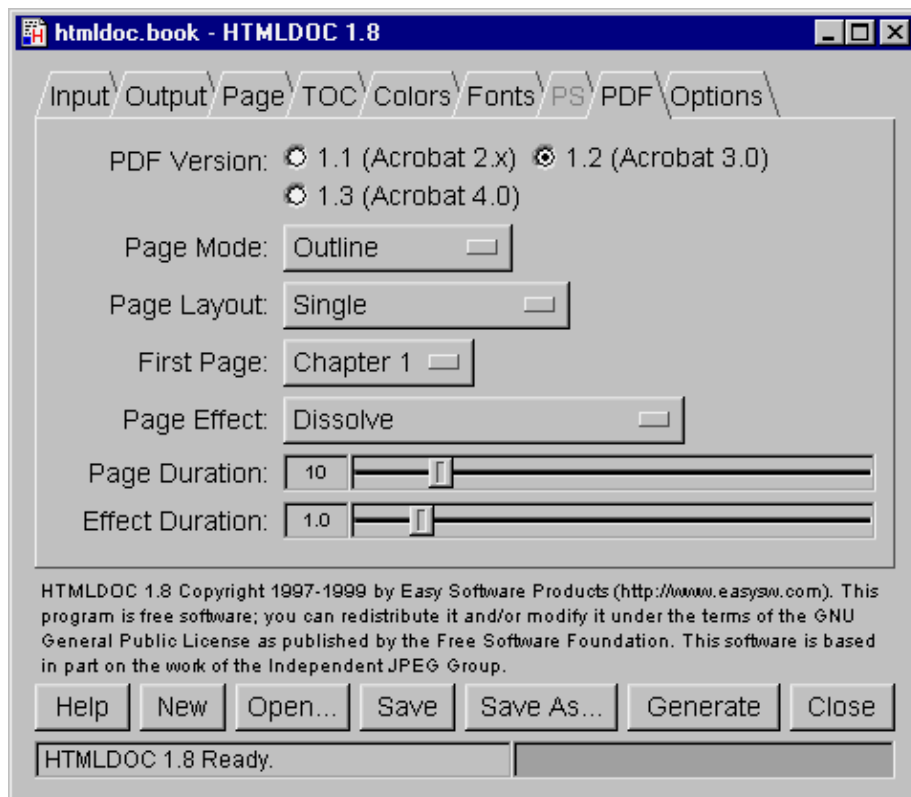 htmldoc.book - HTMLDOC 1.8
Input Output Page TOC Colors Fonts PS PDF Options
PDF Version: 1.1 (Acrobat 2.x) 1.2 (Acrobat 3.0)
1.3 (Acrobat 4.0)
Page Mode: Outline
Page Layout: Single
First Page: Chapter 1
Page Effect: Dissolve
Page Duration: 10
Effect Duration: 1.0
HTMLDOC 1.8 Copyright 1997-1999 by Easy Software Products (http://www.easysw.com). This
program is free software; you can redistribute it and/or modify it under the terms of the GNU
General Public License as published by the Free Software Foundation. This software is based
in part on the work of the Independent JPEG Group.
Help New Open... Save Save As... Generate Close
HTMLDOC 1.8 Ready.